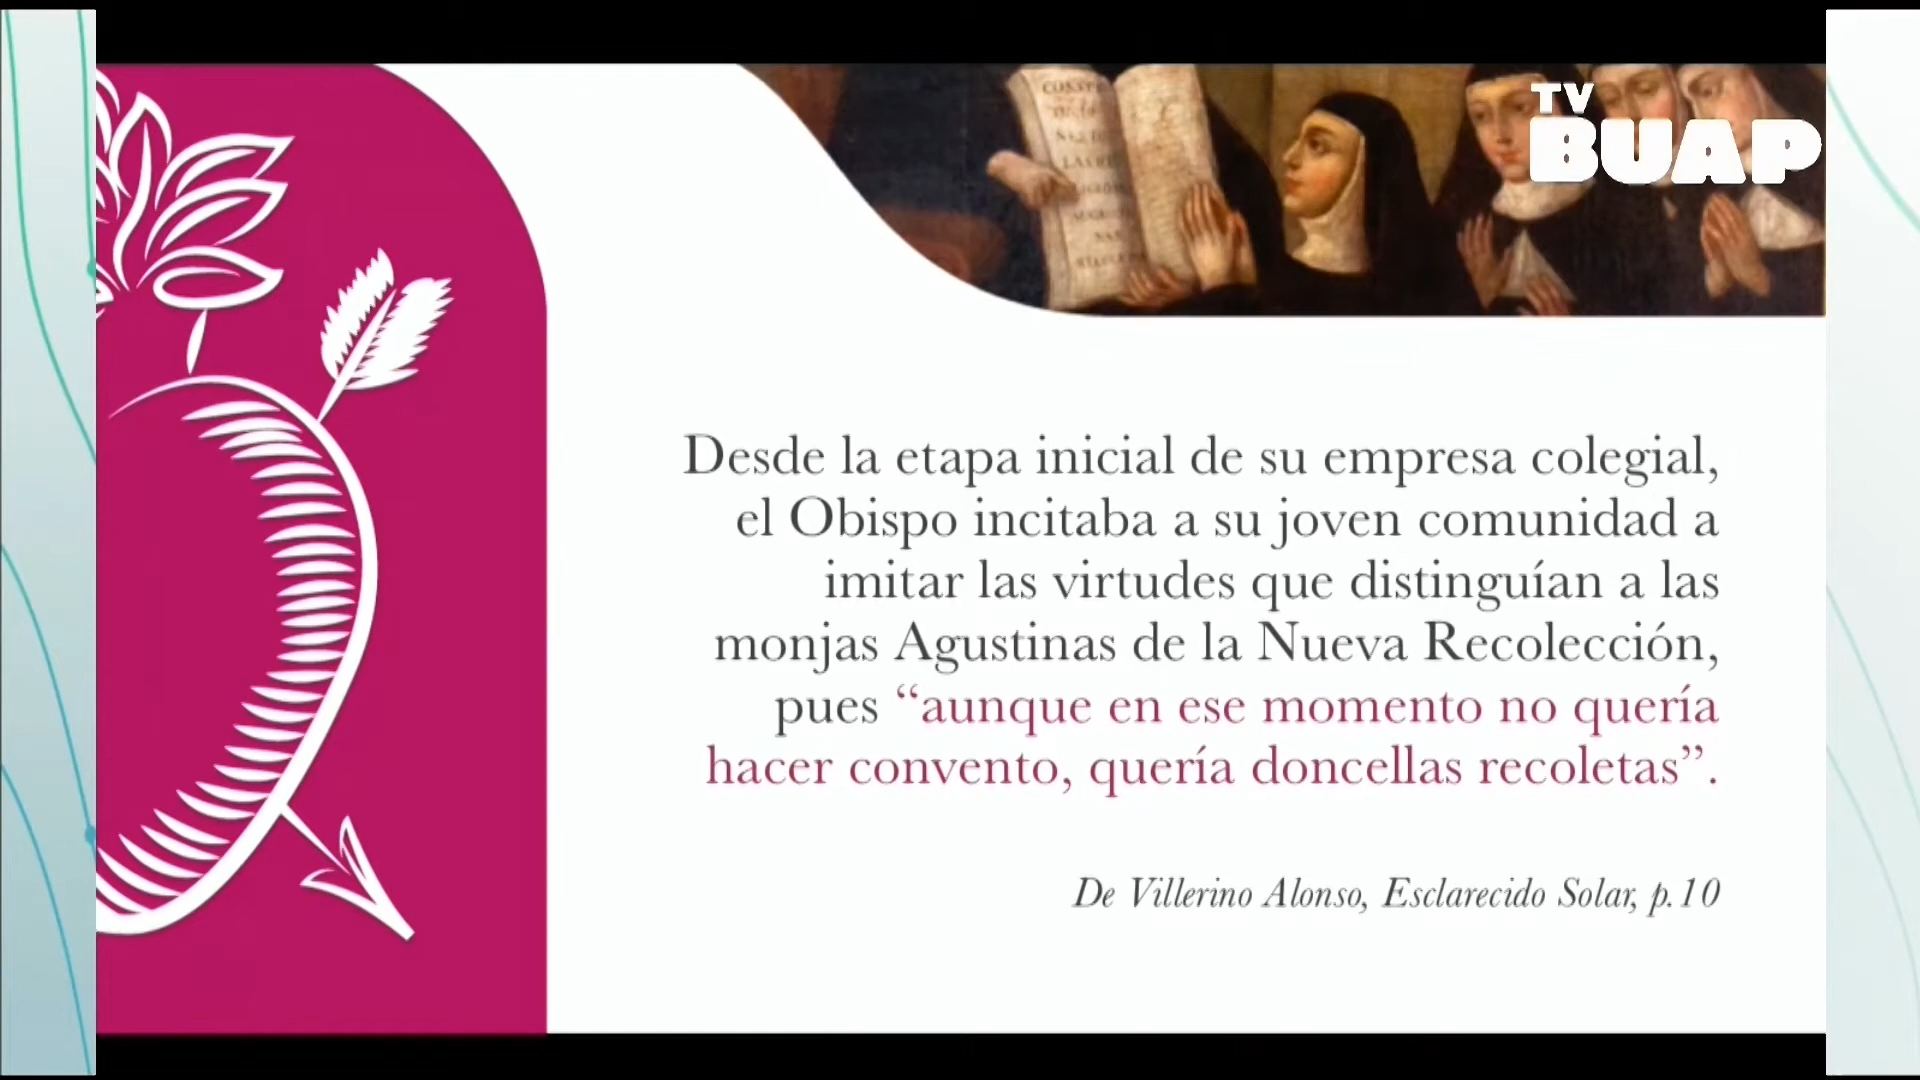 TV
BUAP
Desde la etapa inicial de su empresa colegial,
el Obispo incitaba a su joven comunidad a
imitar las virtudes que distinguían a las
monjas Agustinas de la Nueva Recolección,
pues “aunque en ese momento no quería
hacer convento, quería doncellas recoletas”.
De Villerino Alonso, Esclarecido Solar, p.10